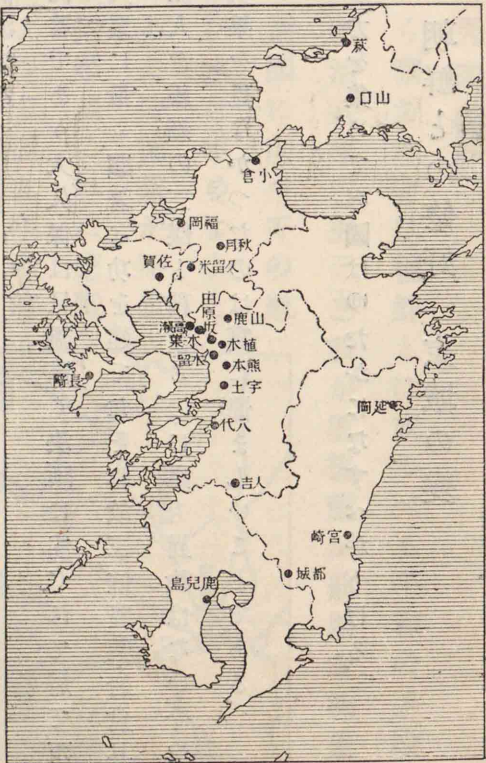 萩
山口
小倉
福岡
秋月
久留米
佐賀
田原坂
山鹿
高瀬
植木
木葉
木留
熊本
宇土
長崎
延岡
八代
人吉
宮崎
都城
鹿兒島